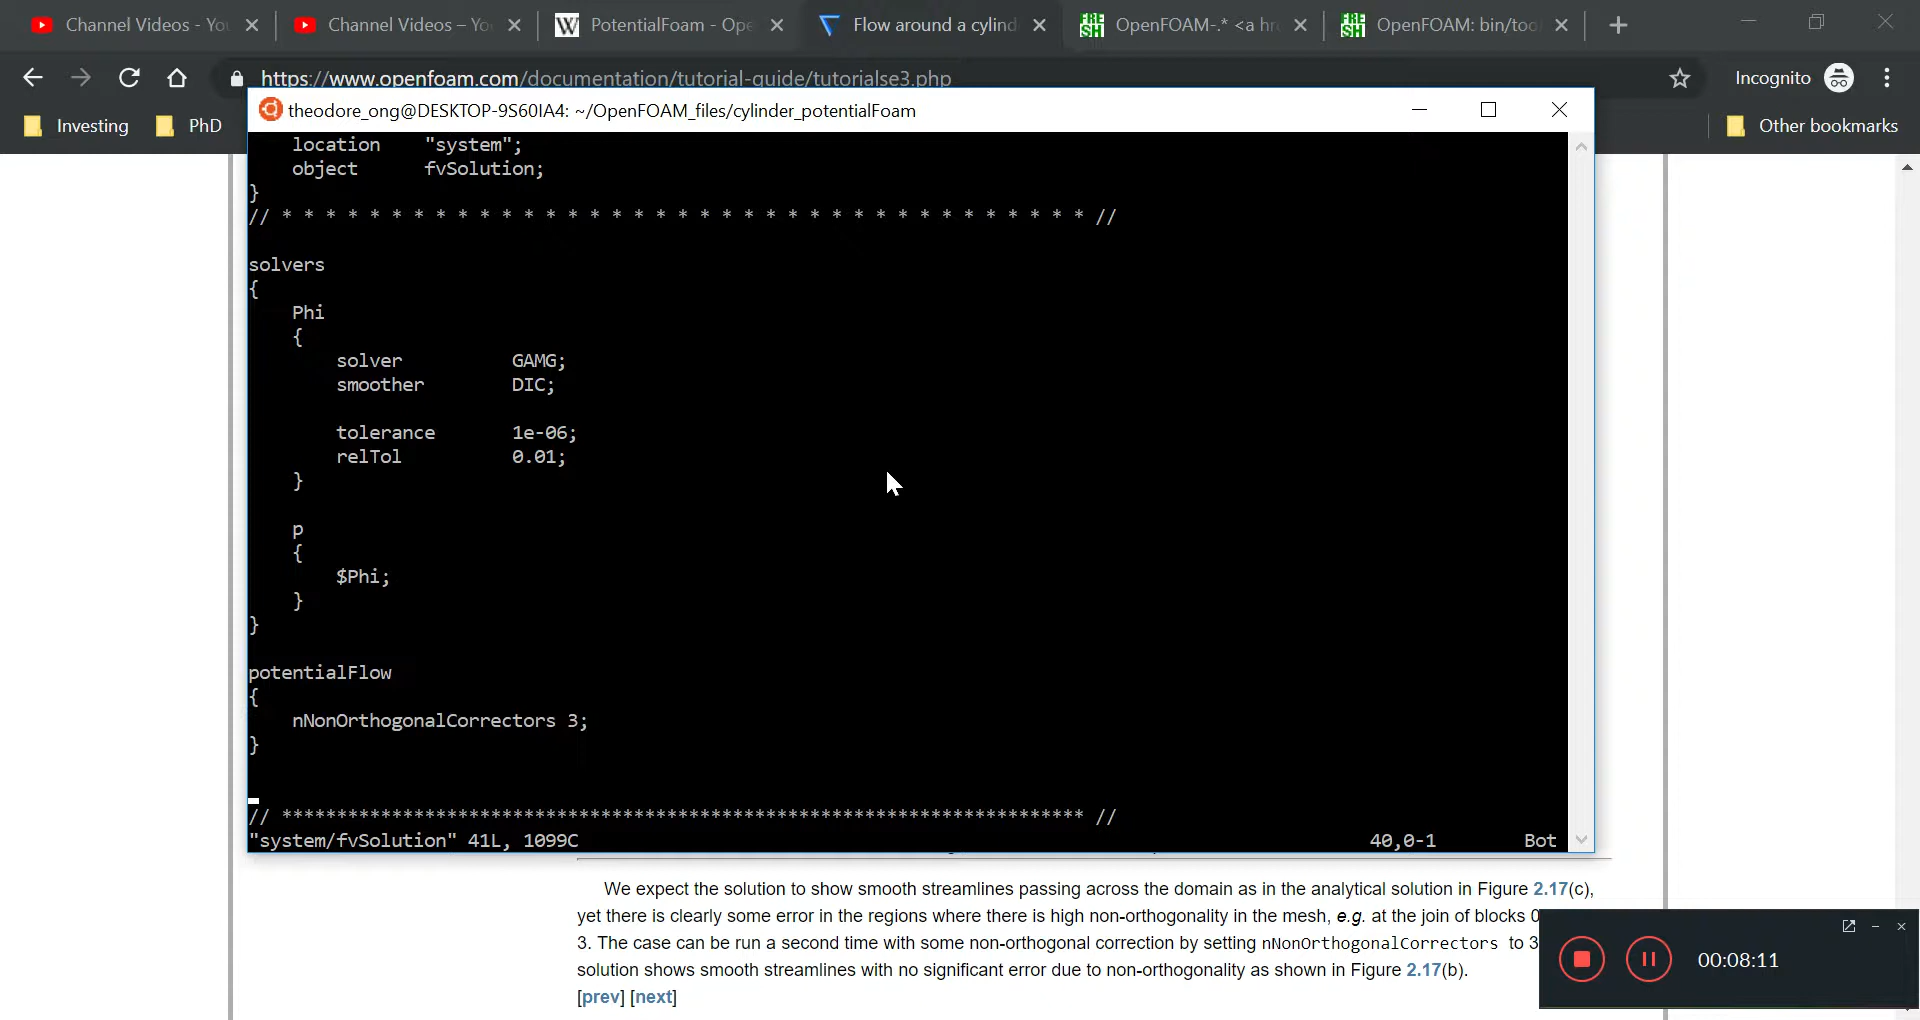 Channel Videos - Yo
Channel Videos – Yo
PotentialFoam - Ope
Flow around a cylind
OpenFOAM-.* <a hr
OpenFOAM: bin/too
https://www.openfoam.com/documentation/tutorial-guide/tutorialse3.php
Incognito
Investing
PhD
Other bookmarks
theodore_ong@DESKTOP-9S60IA4: ~/OpenFOAM_files/cylinder_potentialFoam
location "system";
object fvSolution;
}
// * * * * * * * * * * * * * * * * * * * * * * * * * * * * * * * * * * * * * //
solvers
{
Phi
{
solver GAMG;
smoother DIC;
tolerance 1e-06;
relTol 0.01;
}
p
{
$Phi;
}
}
potentialFlow
{
nNonOrthogonalCorrectors 3;
}
// ************************************************************************* //
"system/fvSolution" 41L, 1099C 40,0-1 Bot
We expect the solution to show smooth streamlines passing across the domain as in the analytical solution in Figure 2.17(c),
yet there is clearly some error in the regions where there is high non-orthogonality in the mesh, e.g. at the join of blocks 0
3. The case can be run a second time with some non-orthogonal correction by setting nNonOrthogonalCorrectors to 3
solution shows smooth streamlines with no significant error due to non-orthogonality as shown in Figure 2.17(b).
[prev] [next]
00:08:11